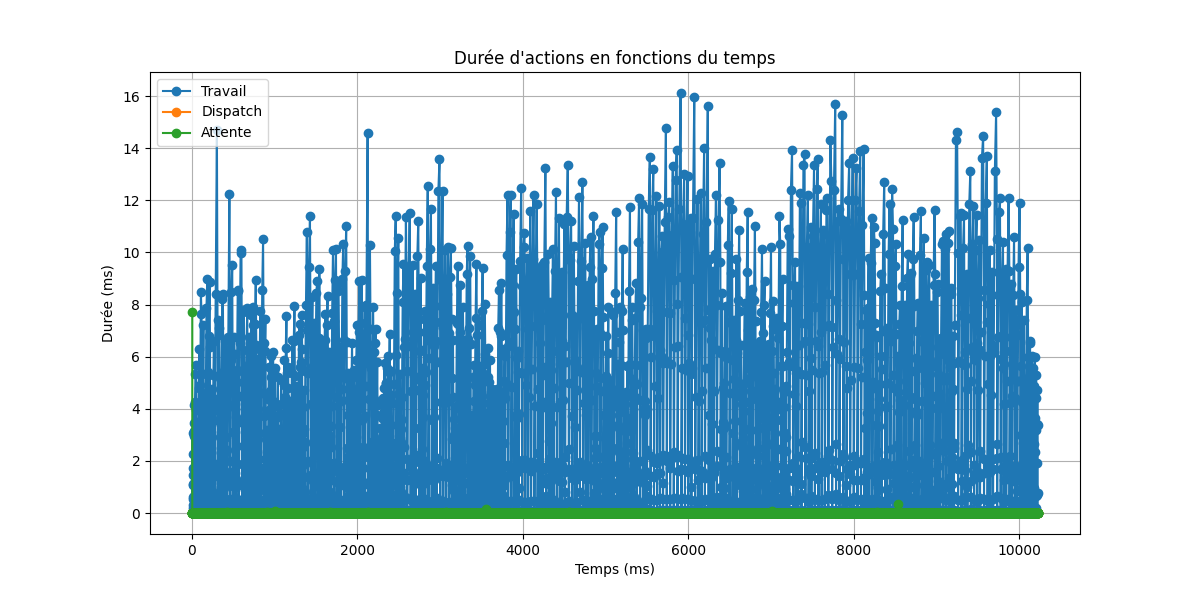 Durée d'actions en fonctions du temps
Travail
Dispatch
Attente
Durée (ms)
16
14
12
10
8
6
4
2
0
0 2000 4000 6000 8000 10000
Temps (ms)